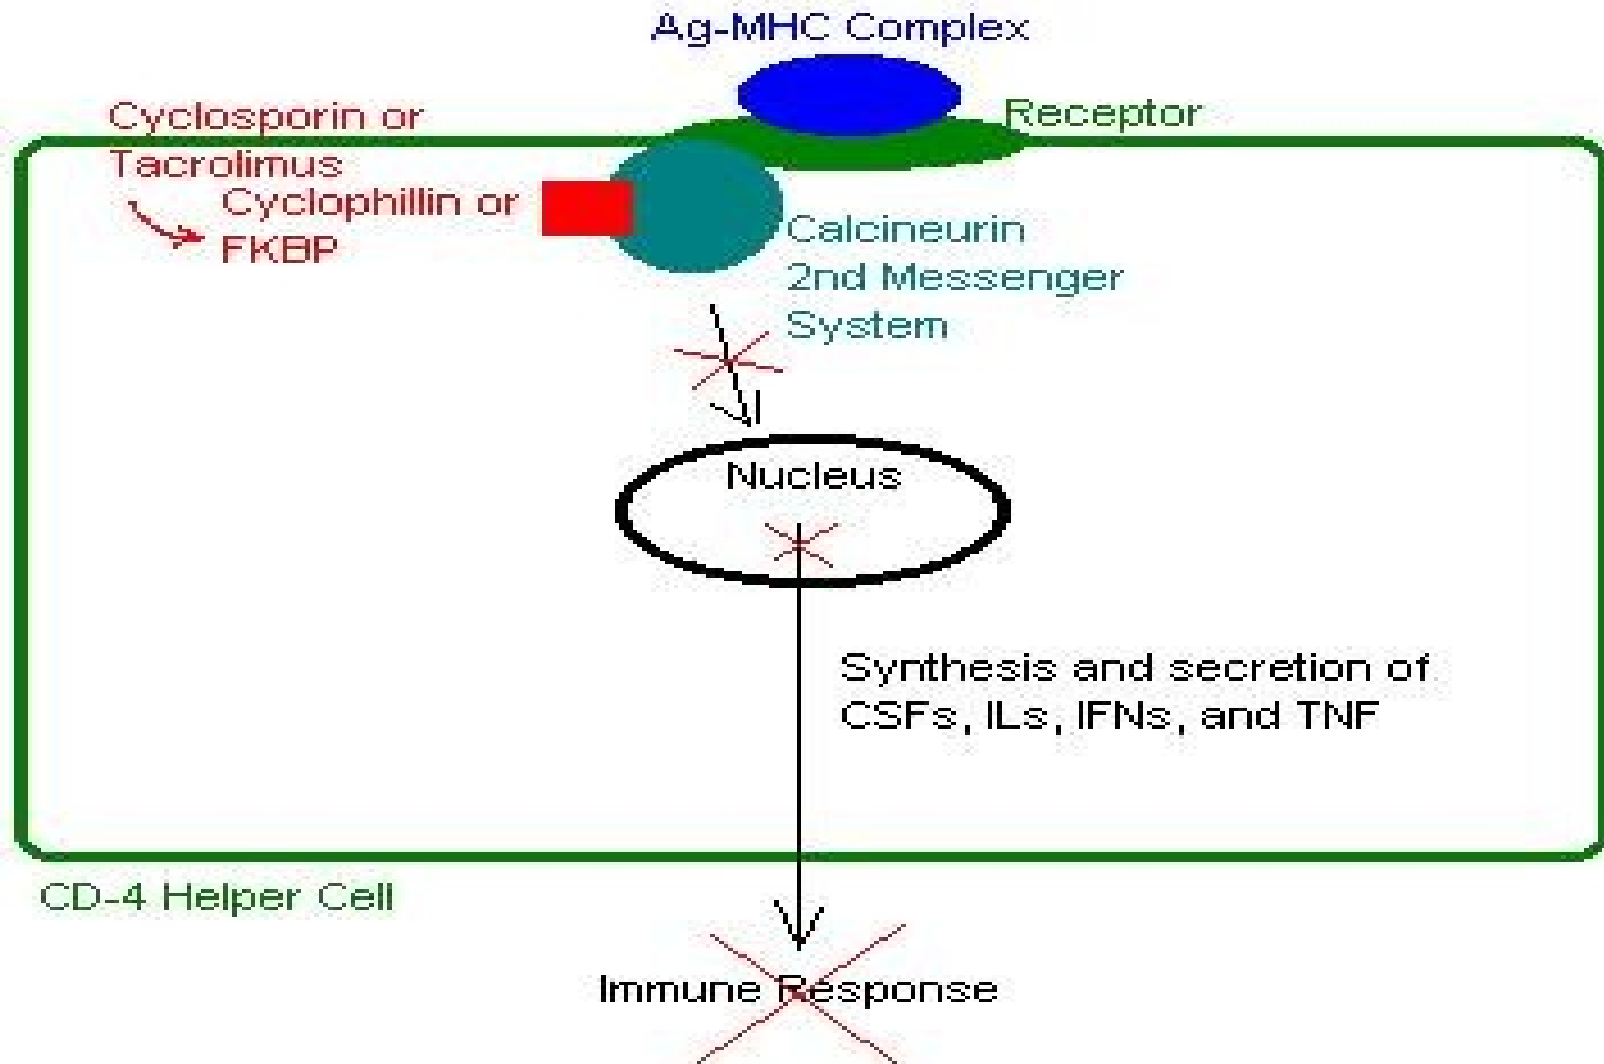 Ag-MHC Complex
Cyclosporin or
Receptor
Tacrolimus
Cyclophillin or
FKBP
Calcineurin
2nd Messenger
System
Nucleus
Synthesis and secretion of
CSFs, ILs, IFNs, and TNF
CD-4 Helper Cell
Immune Response